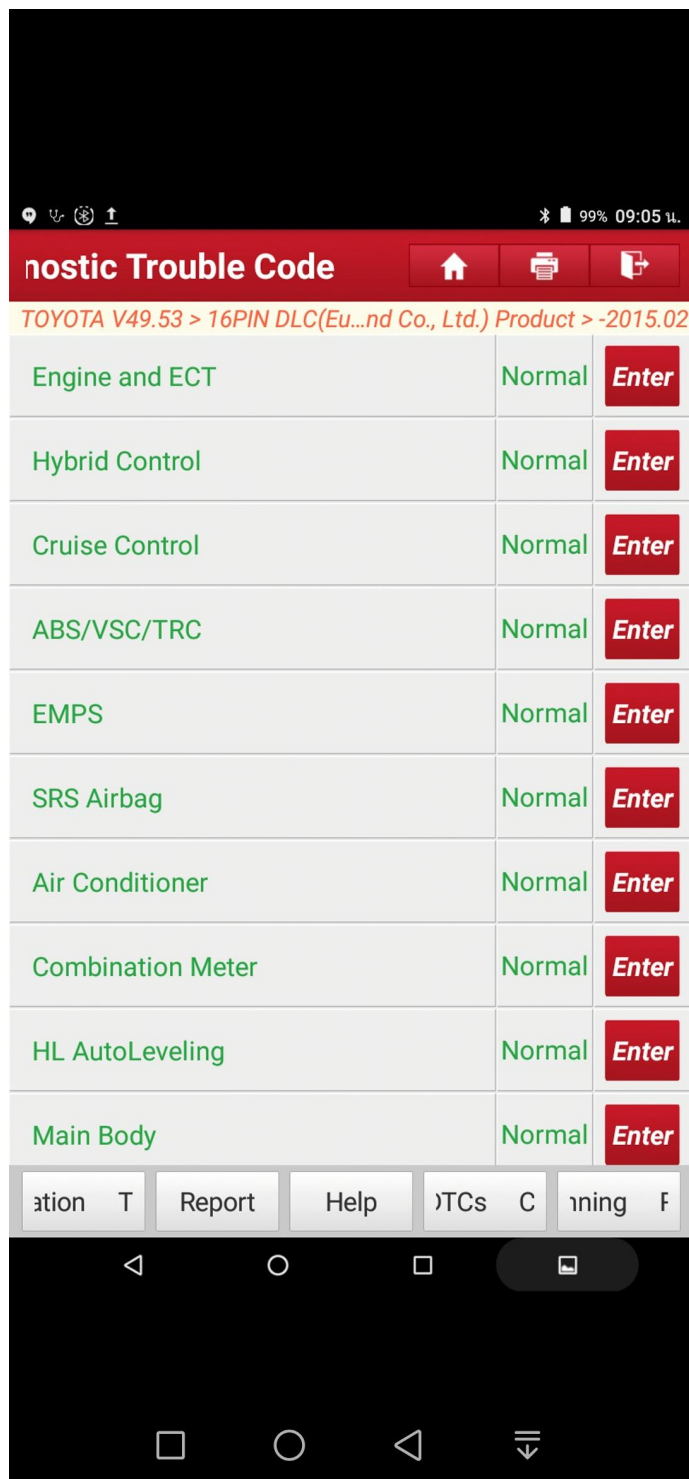 99% 09:05 น.
nostic Trouble Code
TOYOTA V49.53 > 16PIN DLC(Eu...nd Co., Ltd.) Product > -2015.02
Engine and ECT Normal Enter
Hybrid Control Normal Enter
Cruise Control Normal Enter
ABS/VSC/TRC Normal Enter
EMPS Normal Enter
SRS Airbag Normal Enter
Air Conditioner Normal Enter
Combination Meter Normal Enter
HL AutoLeveling Normal Enter
Main Body Normal Enter
ation T Report Help DTCs C nning F